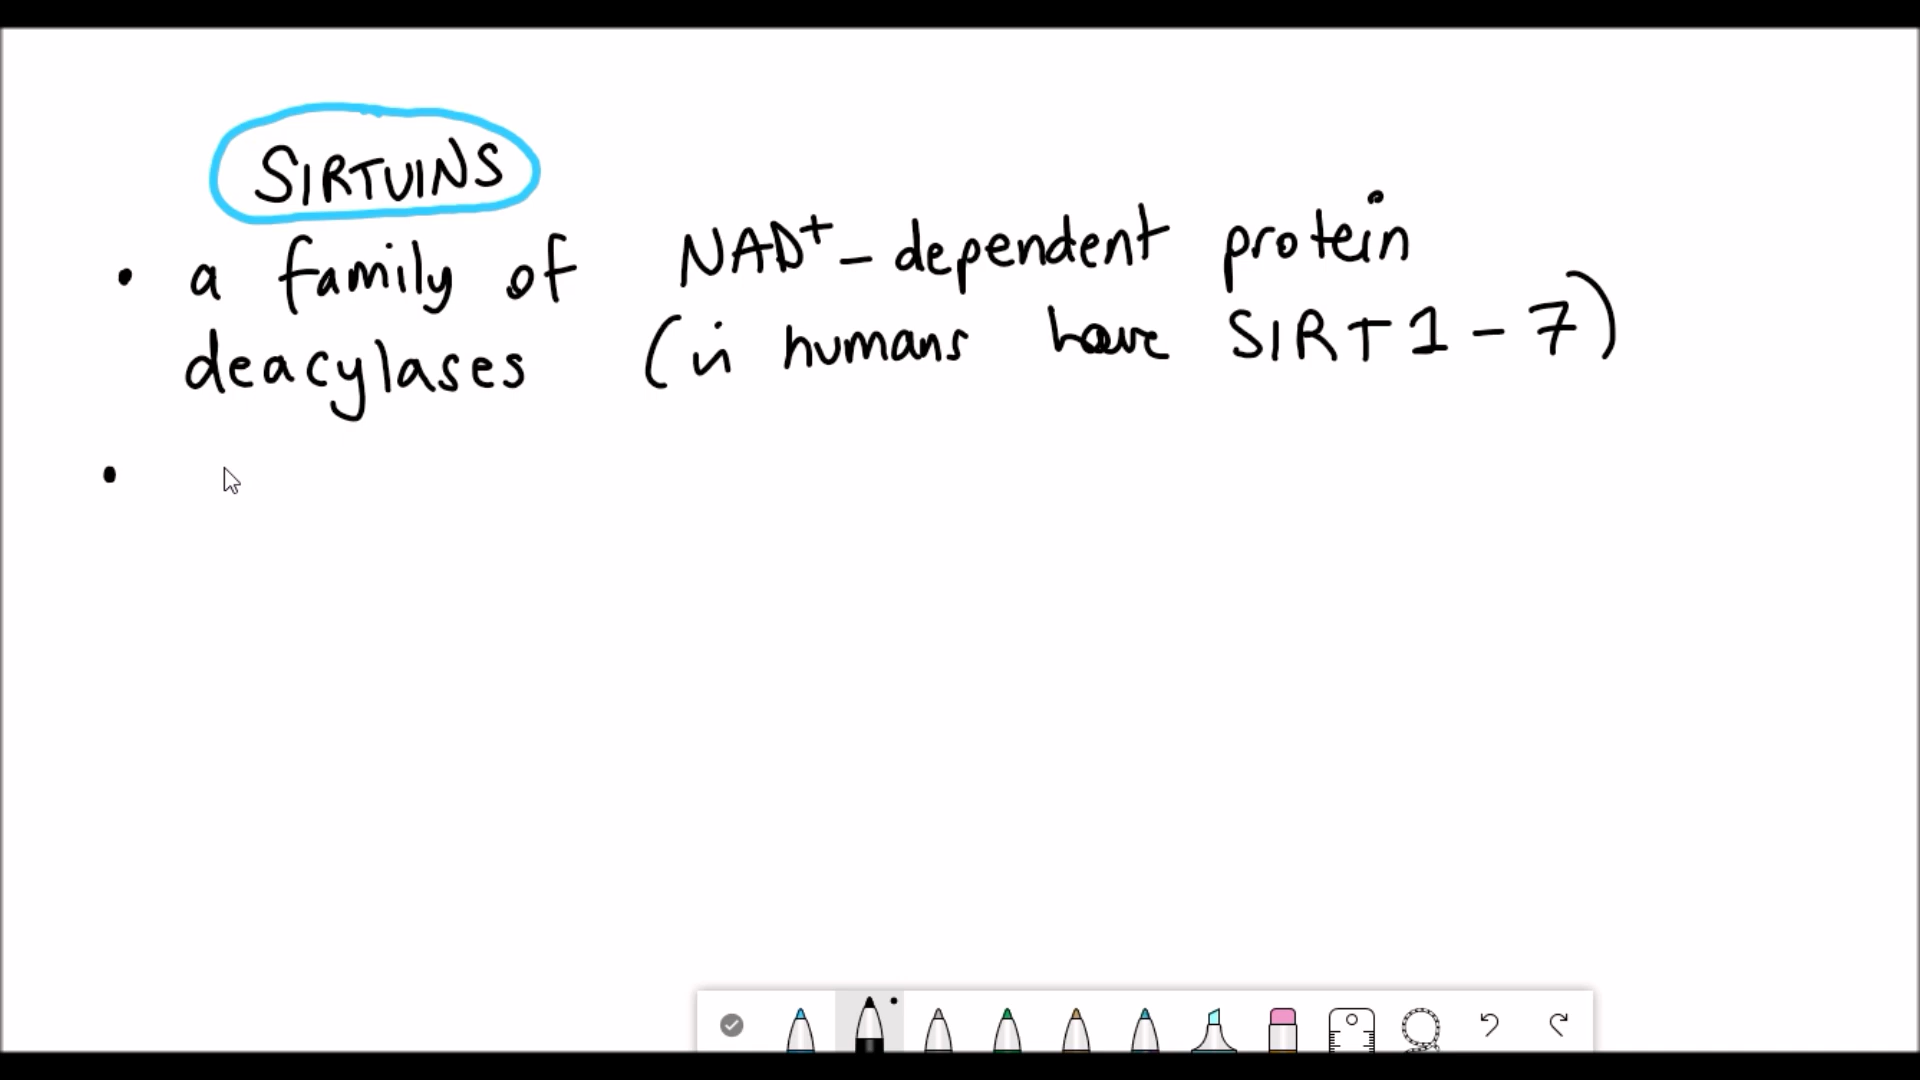 SIRTUINS
• a family of NAD+ - dependent protein
deacylases (in humans have SIRT1-7)
•